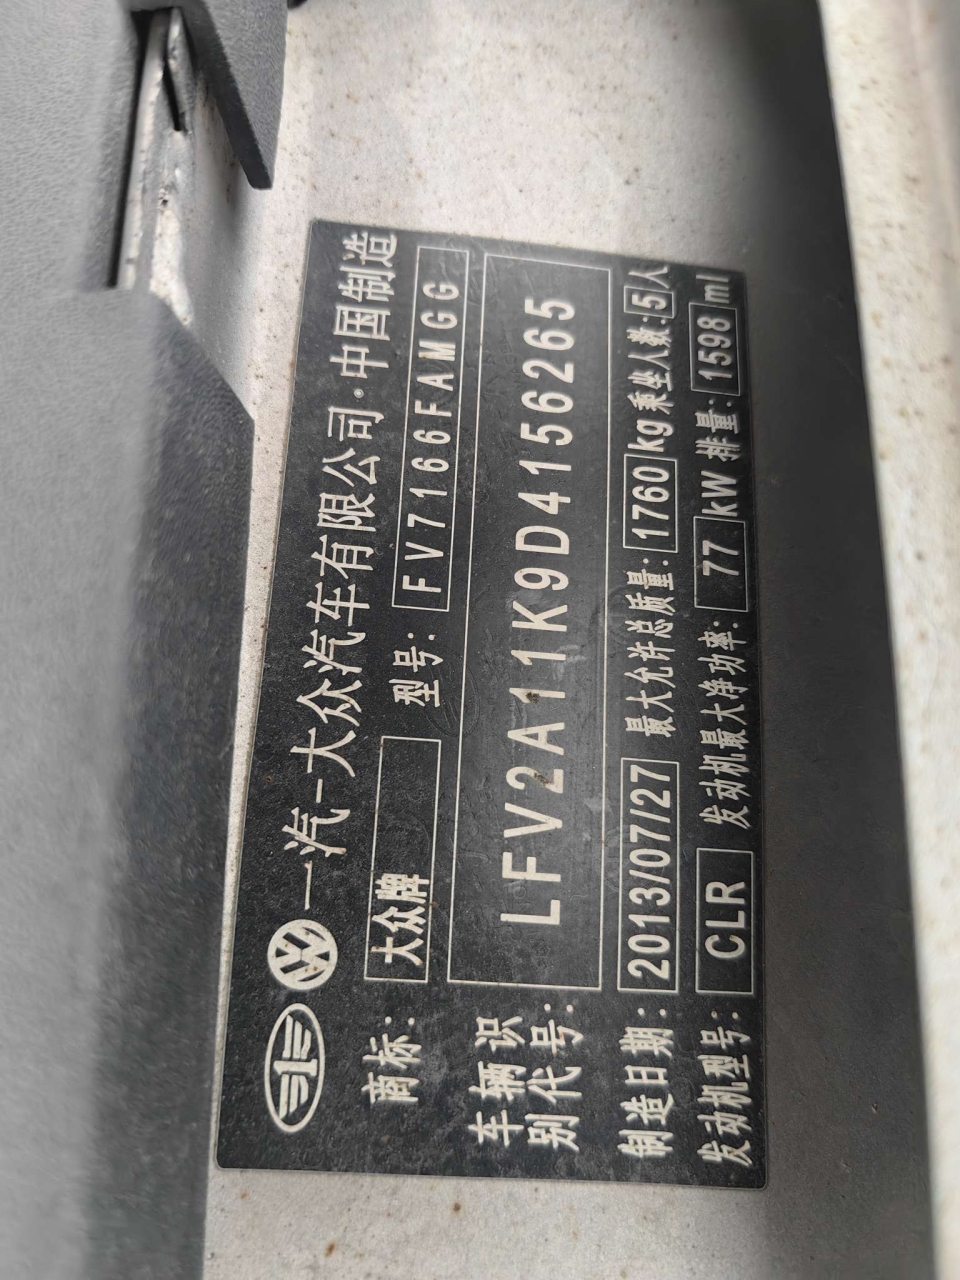 一汽-大众汽车有限公司·中国制造
商标: 大众牌 型号: FV7166FAMGG
车辆识别代号: LFV2A11K9D4156265
制造日期: 2013/07/27 最大允许总质量: 1760 kg 乘坐人数: 5 人
发动机型号: CLR 发动机最大净功率: 77 kW 排量: 1598 ml